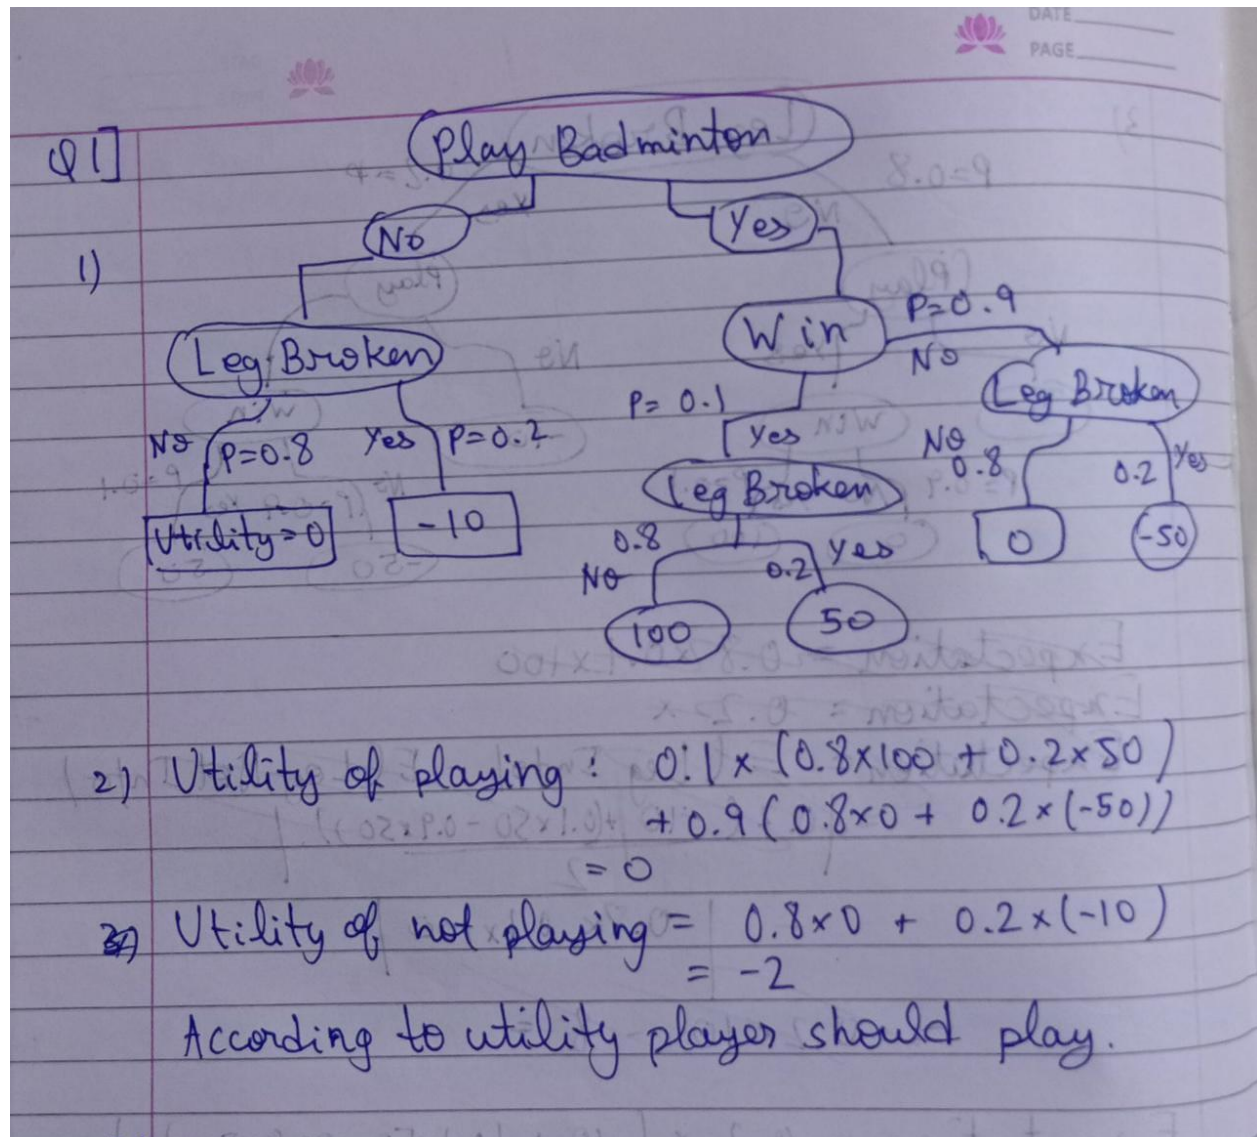 DATE
PAGE
Q1]
Play Badminton
No
Yes
1)
Leg Broken
Win
P=0.9
No
Leg Broken
P=0.1
Yes
No
P=0.8
Yes
P=0.2
No
0.8
0.2
Yes
Leg Broken
Utility=0
-10
0.8
No
0.2
Yes
0
-50
100
50
2) Utility of playing: 0.1x (0.8x100 + 0.2x50)
+ 0.9 (0.8x0 + 0.2x(-50))
= 0
3) Utility of not playing = 0.8x0 + 0.2x(-10)
= -2
According to utility player should play.